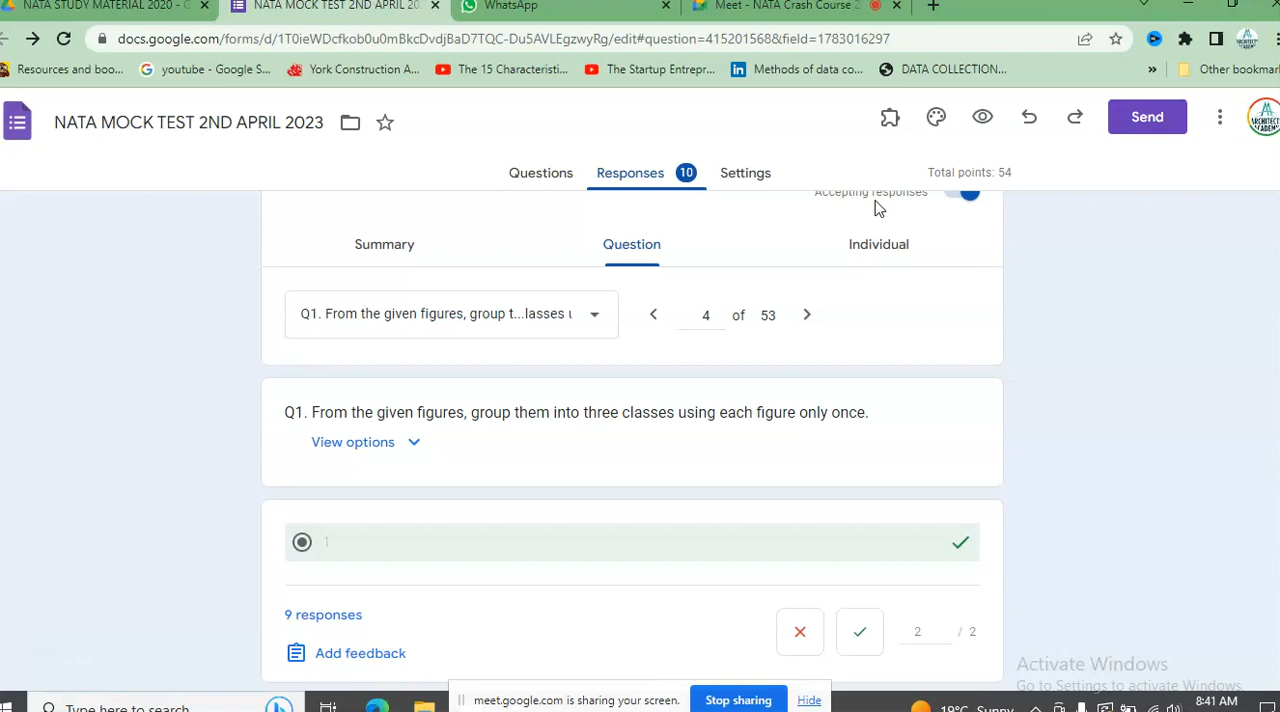 NATA STUDY MATERIAL 2020 - G
NATA MOCK TEST 2ND APRIL 20
WhatsApp
Meet - NATA Crash Course 2
docs.google.com/forms/d/1T0ieWDcfkob0u0mBkcDvdjBaD7TQC-Du5AVLEgzwyRg/edit#question=415201568&field=1783016297
Resources and boo...
youtube - Google S...
York Construction A...
The 15 Characteristi...
The Startup Entrepr...
Methods of data co...
DATA COLLECTION...
»
Other bookmar
NATA MOCK TEST 2ND APRIL 2023
Send
ARCHITECT
ACADEMY
Questions
Responses 10
Settings
Total points: 54
Accepting responses
Summary
Question
Individual
Q1. From the given figures, group t...lasses u
4 of 53
Q1. From the given figures, group them into three classes using each figure only once.
View options
1
9 responses
2 / 2
Add feedback
Activate Windows
Go to Settings to activate Windows.
meet.google.com is sharing your screen.
Stop sharing
Hide
Type here to search
19°C Sunny
8:41 AM